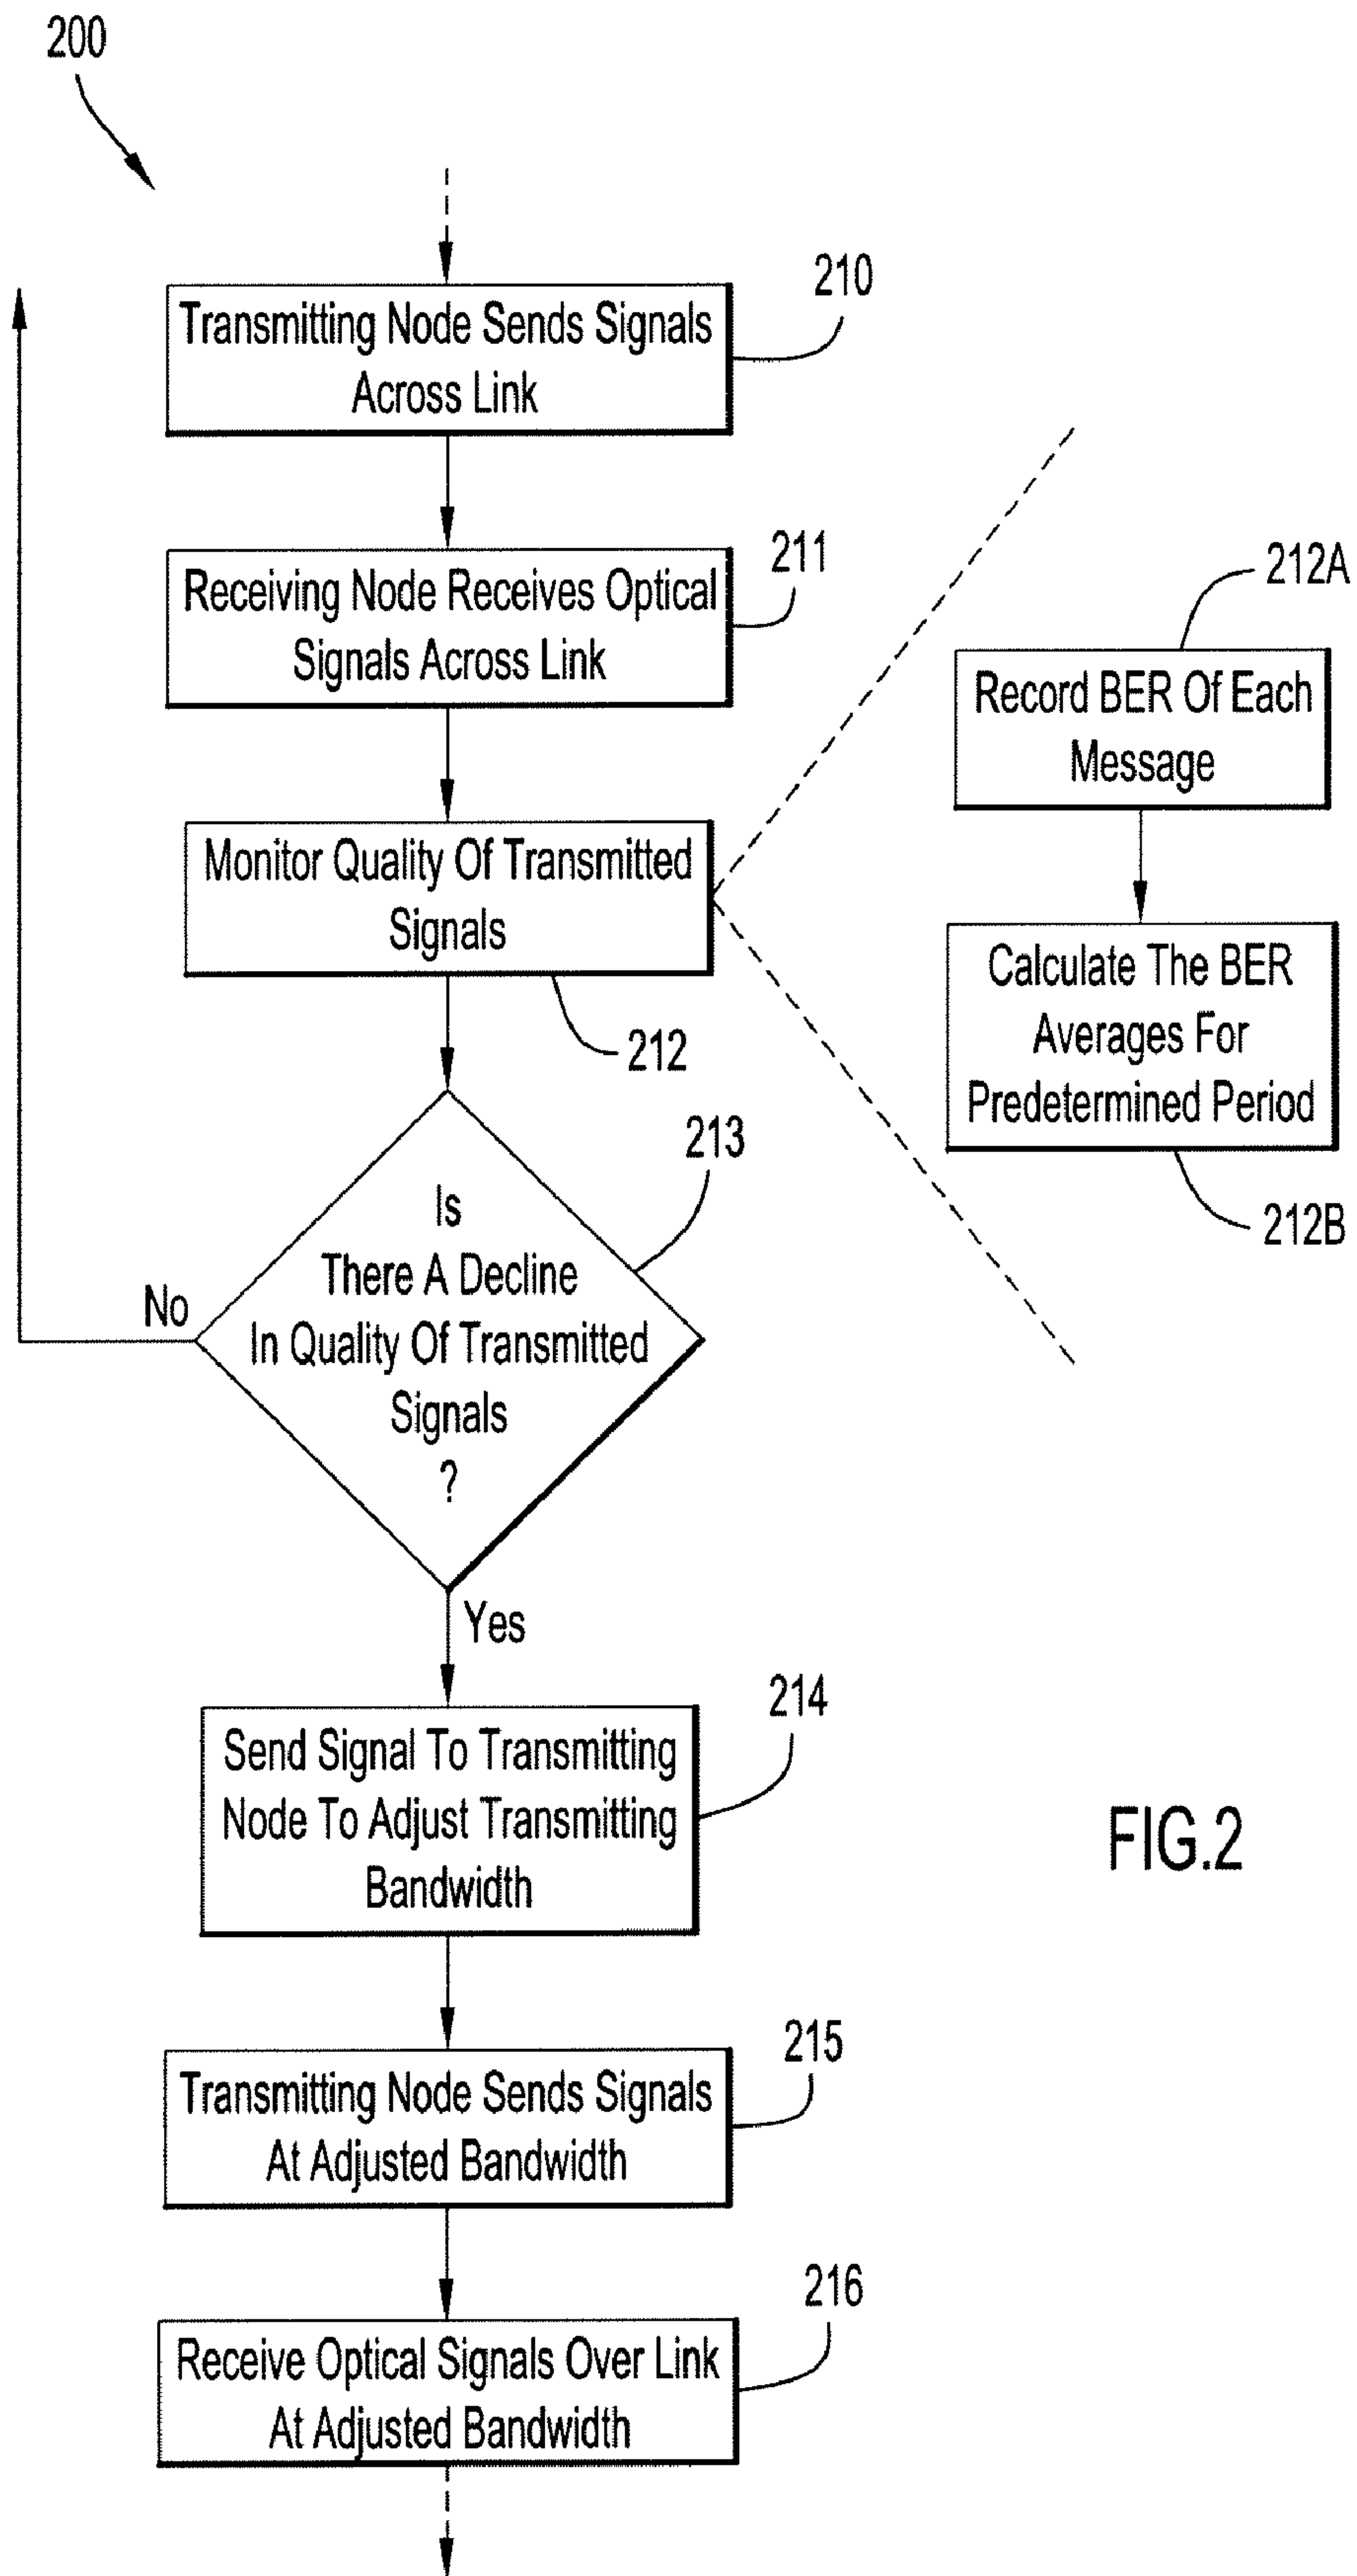 200
210
Transmitting Node Sends Signals
Across Link
211
Receiving Node Receives Optical
Signals Across Link
212A
Record BER Of Each
Message
Monitor Quality Of Transmitted
Signals
212
Calculate The BER
Averages For
Predetermined Period
212B
213
Is
There A Decline
In Quality Of Transmitted
Signals
?
No
Yes
214
Send Signal To Transmitting
Node To Adjust Transmitting
Bandwidth
FIG.2
215
Transmitting Node Sends Signals
At Adjusted Bandwidth
216
Receive Optical Signals Over Link
At Adjusted Bandwidth